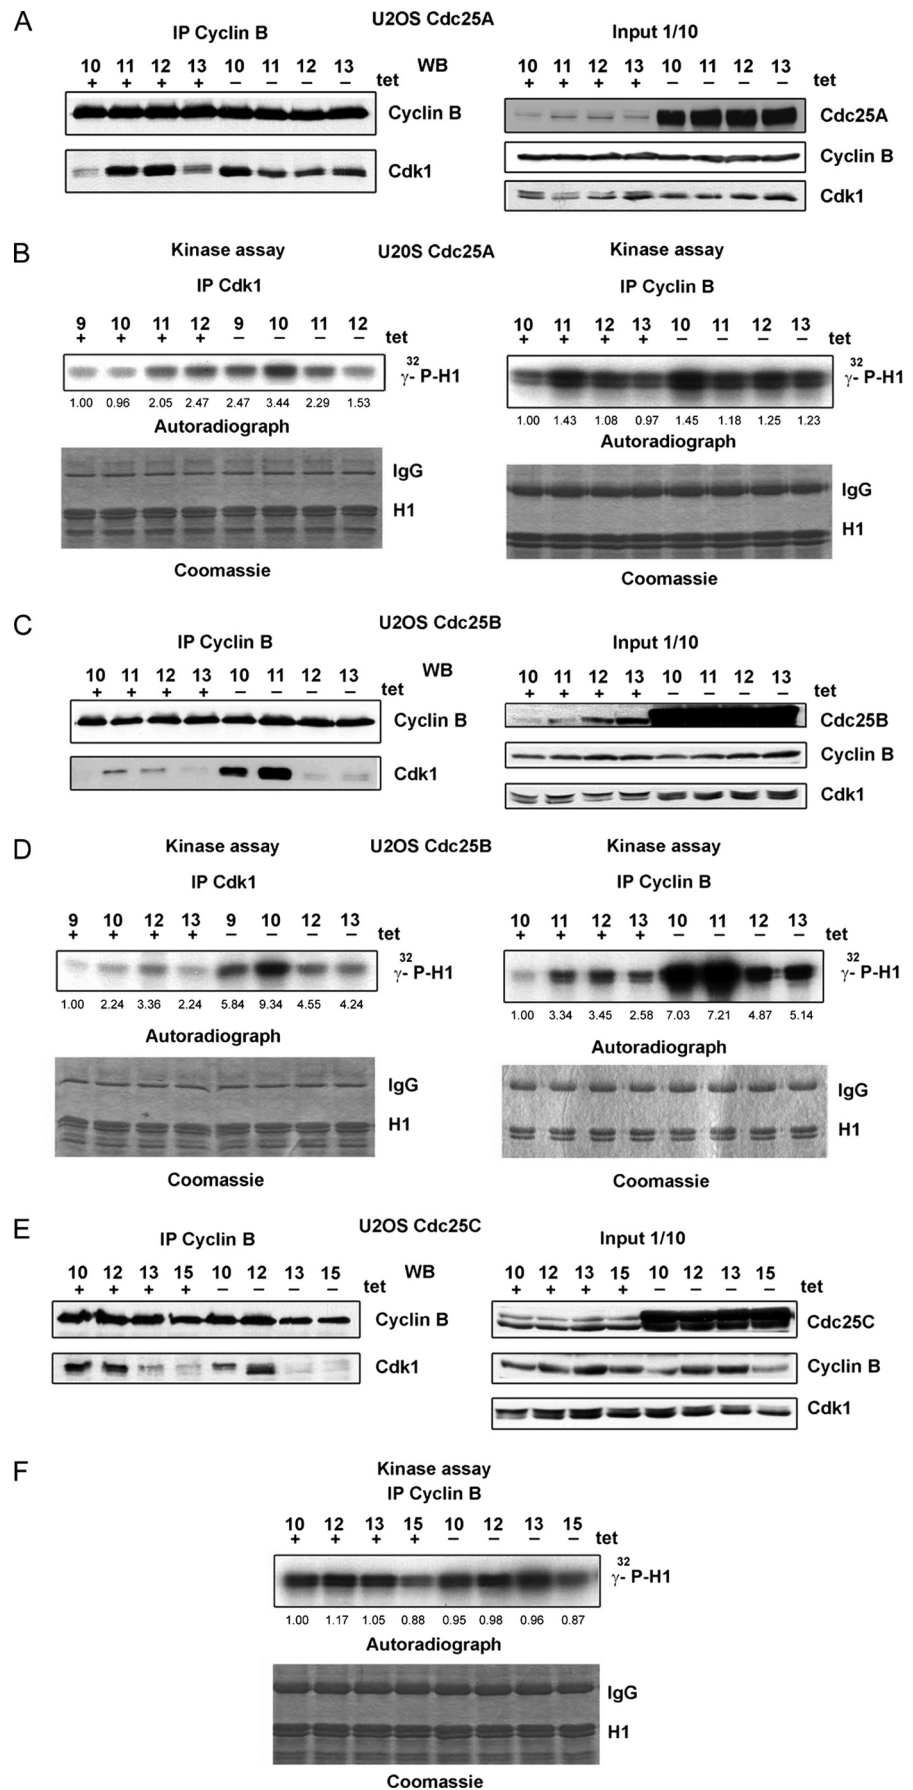 A
U2OS Cdc25A
IP Cyclin B
Input 1/10
10 11 12 13 10 11 12 13 WB
+ + + + – – – – tet
Cyclin B
Cdk1
10 11 12 13 10 11 12 13
+ + + + – – – – tet
Cdc25A
Cyclin B
Cdk1
B
Kinase assay
U20S Cdc25A
Kinase assay
IP Cdk1
9 10 11 12 9 10 11 12
+ + + + – – – – tet
32
γ- P-H1
1.00 0.96 2.05 2.47 2.47 3.44 2.29 1.53
Autoradiograph
IgG
H1
Coomassie
IP Cyclin B
10 11 12 13 10 11 12 13
+ + + + – – – – tet
32
γ- P-H1
1.00 1.43 1.08 0.97 1.45 1.18 1.25 1.23
Autoradiograph
IgG
H1
Coomassie
C
U2OS Cdc25B
IP Cyclin B
Input 1/10
10 11 12 13 10 11 12 13 WB
+ + + + – – – – tet
Cyclin B
Cdk1
10 11 12 13 10 11 12 13
+ + + + – – – – tet
Cdc25B
Cyclin B
Cdk1
D
Kinase assay
U2OS Cdc25B
Kinase assay
IP Cdk1
9 10 12 13 9 10 12 13
+ + + + – – – – tet
32
γ- P-H1
1.00 2.24 3.36 2.24 5.84 9.34 4.55 4.24
Autoradiograph
IgG
H1
Coomassie
IP Cyclin B
10 11 12 13 10 11 12 13
+ + + + – – – – tet
32
γ- P-H1
1.00 3.34 3.45 2.58 7.03 7.21 4.87 5.14
Autoradiograph
IgG
H1
Coomassie
E
U2OS Cdc25C
IP Cyclin B
Input 1/10
10 12 13 15 10 12 13 15 WB
+ + + + – – – – tet
Cyclin B
Cdk1
10 12 13 15 10 12 13 15
+ + + + – – – – tet
Cdc25C
Cyclin B
Cdk1
F
Kinase assay
IP Cyclin B
10 12 13 15 10 12 13 15
+ + + + – – – – tet
32
γ- P-H1
1.00 1.17 1.05 0.88 0.95 0.98 0.96 0.87
Autoradiograph
IgG
H1
Coomassie